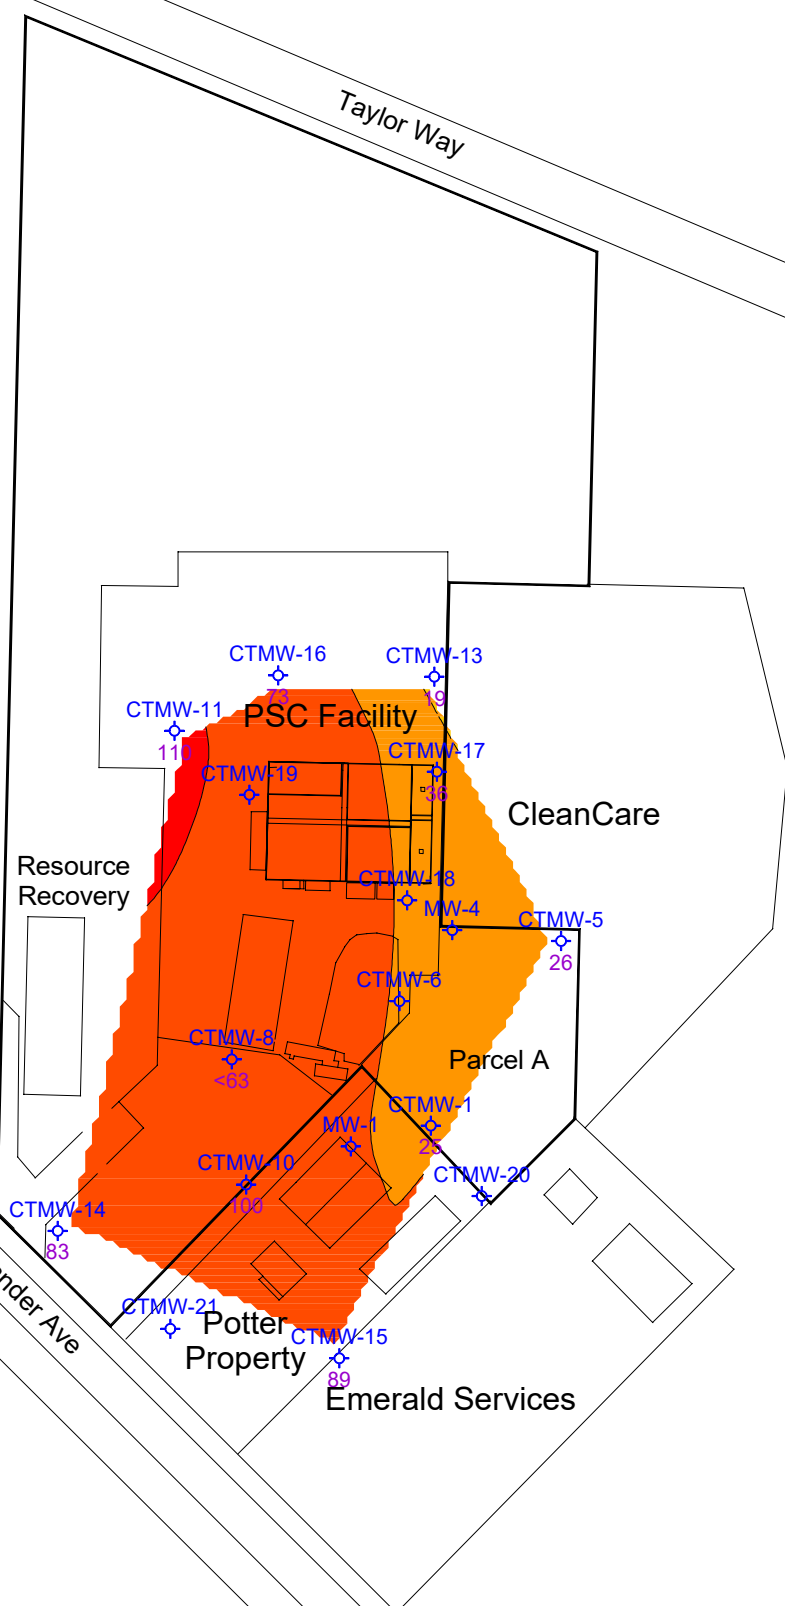 Taylor Way
CTMW-16
73
CTMW-13
19
CTMW-11
110
PSC Facility
CTMW-17
36
CTMW-19
CleanCare
Resource
Recovery
CTMW-18
MW-4
CTMW-5
26
CTMW-6
CTMW-8
<63
Parcel A
CTMW-1
25
MW-1
CTMW-10
100
CTMW-20
CTMW-14
83
nder Ave
CTMW-21
Potter
Property
CTMW-15
89
Emerald Services